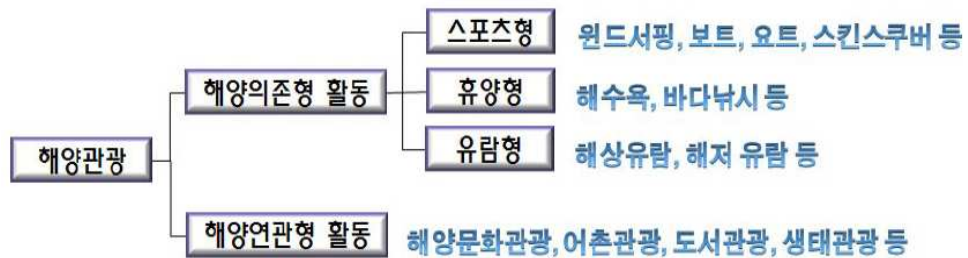 스포츠형 윈드서핑, 보트, 요트, 스킨스쿠버 등
해양의존형 활동
휴양형 해수욕, 바다낚시 등
해양관광
유람형 해상유람, 해저 유람 등
해양연관형 활동 해양문화관광, 어촌관광, 도서관광, 생태관광 등